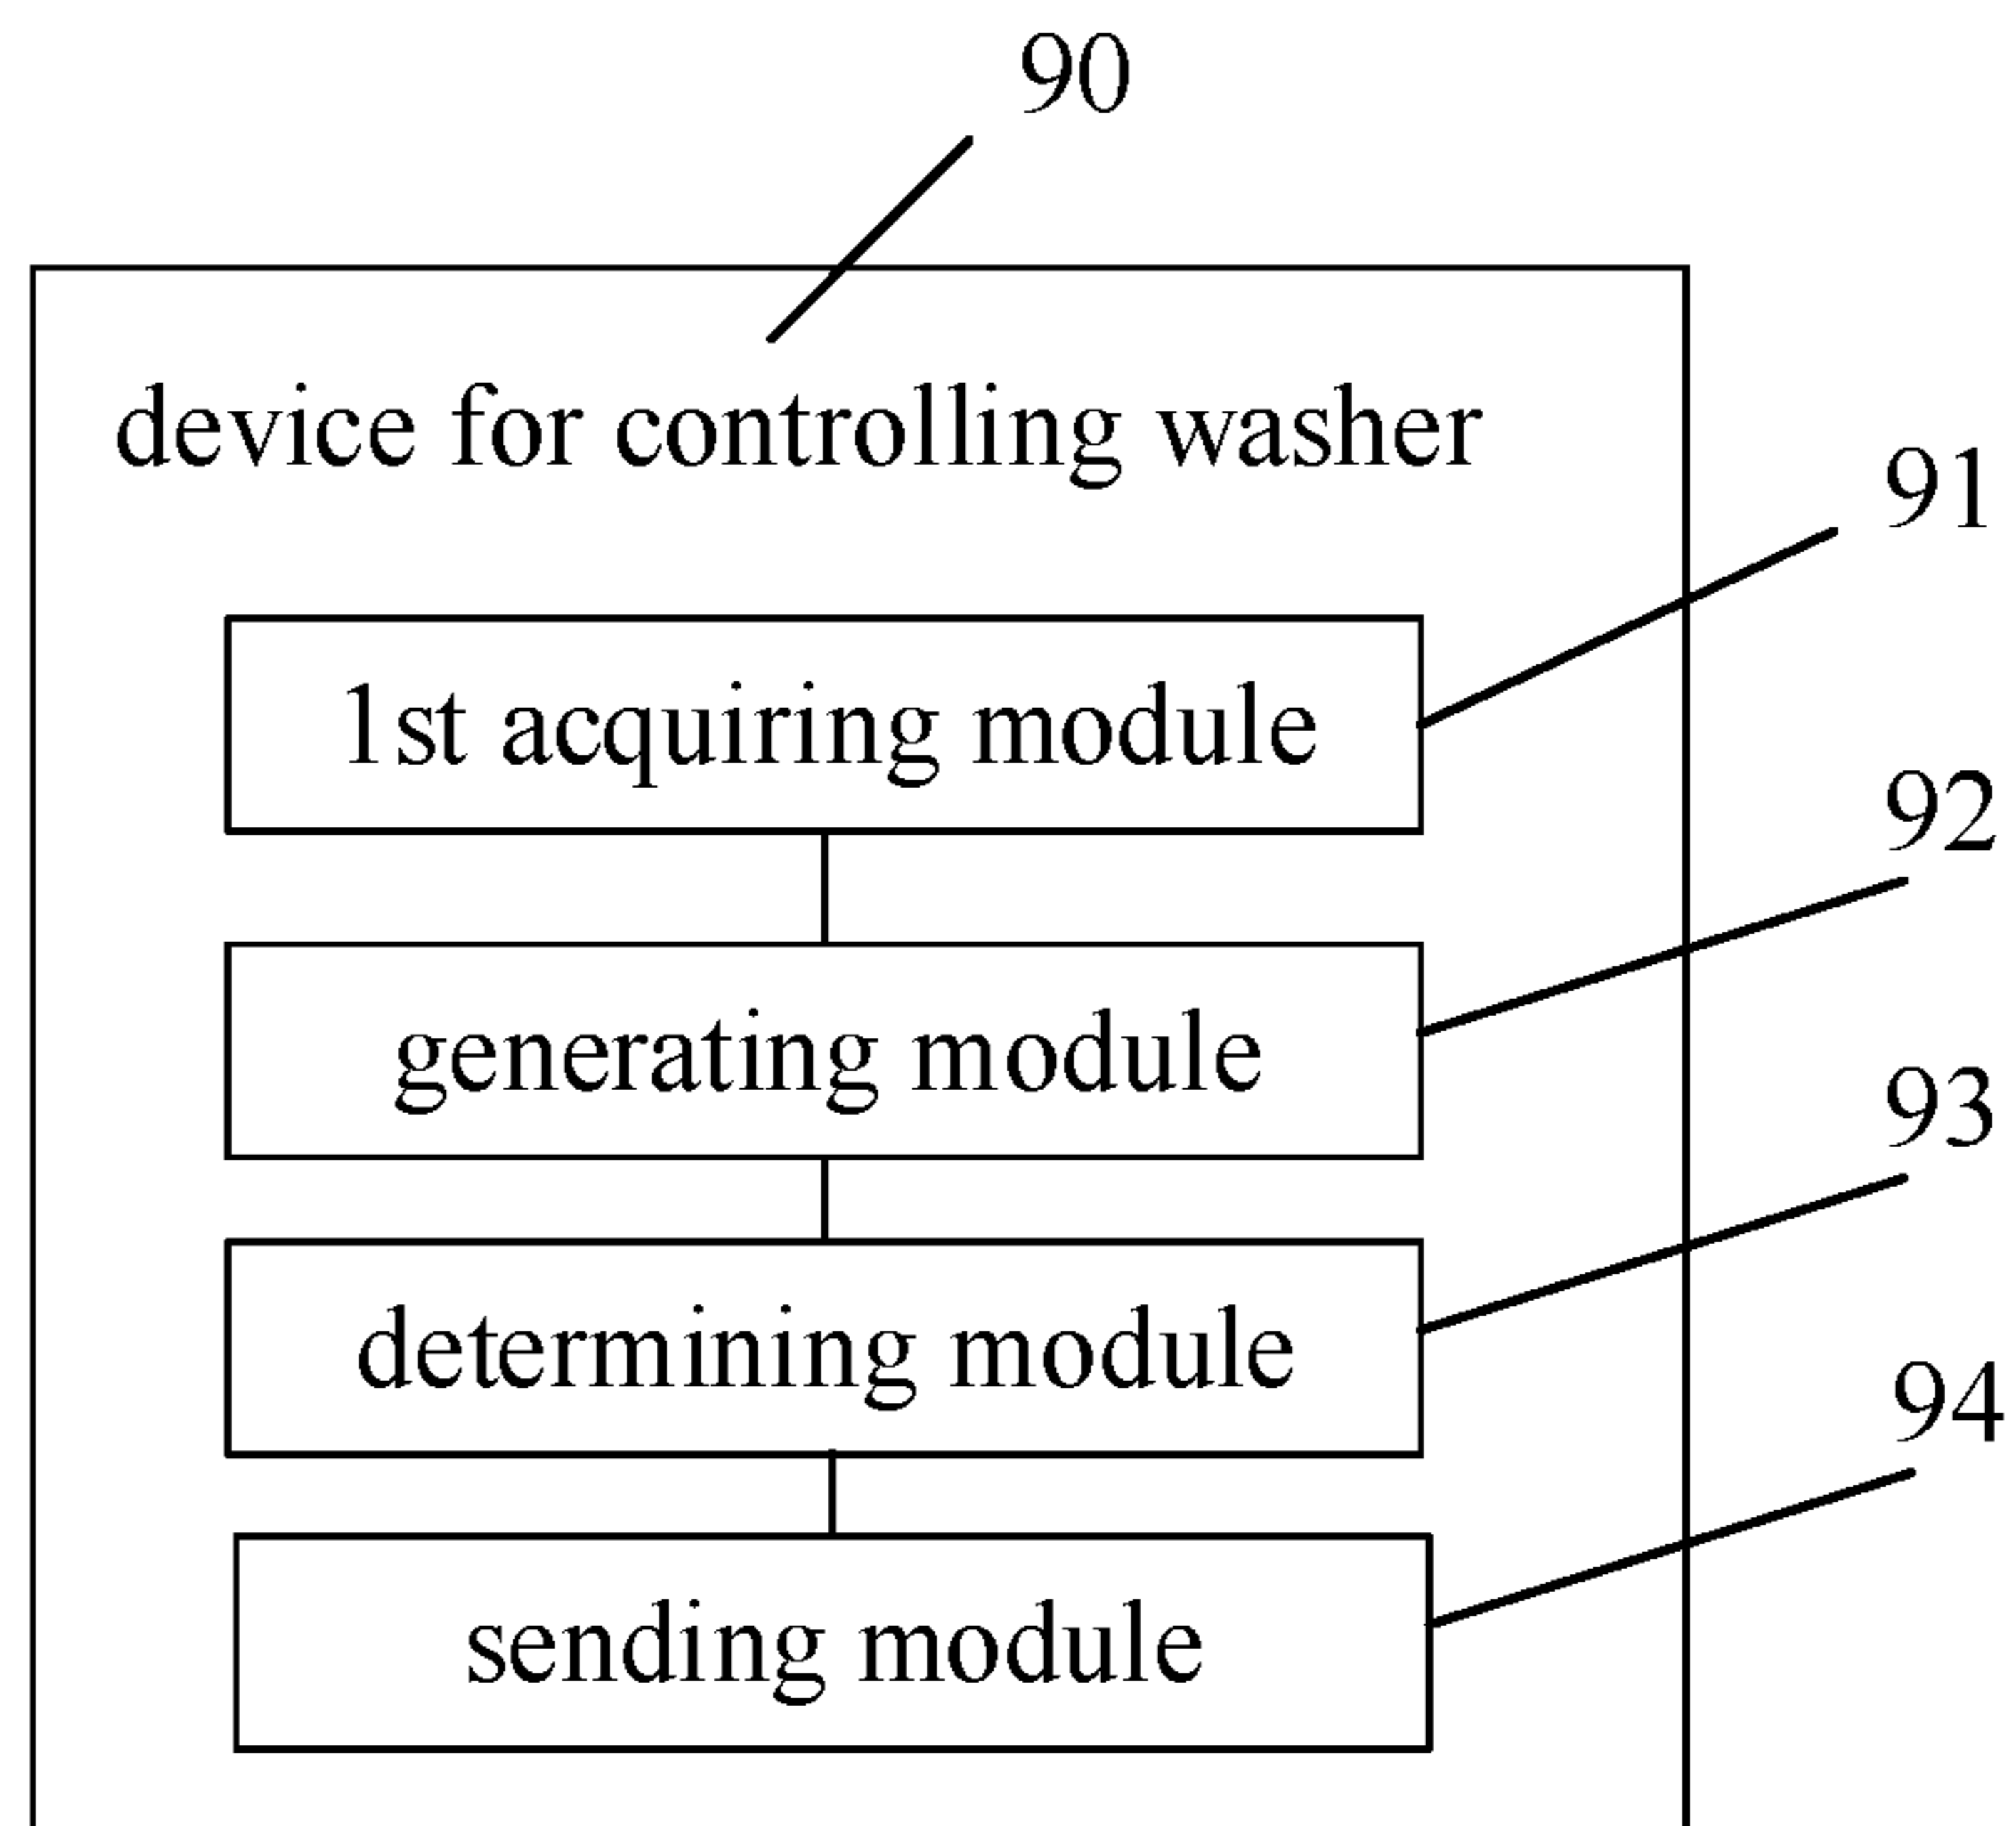 90
device for controlling washer
91
1st acquiring module
92
generating module
93
determining module
94
sending module